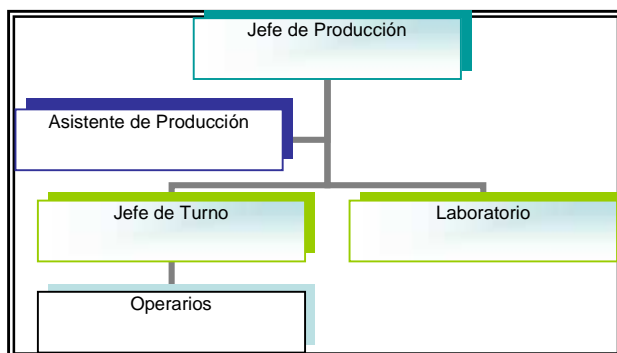 Jefe de Producción
Asistente de Producción
Jefe de Turno
Laboratorio
Operarios